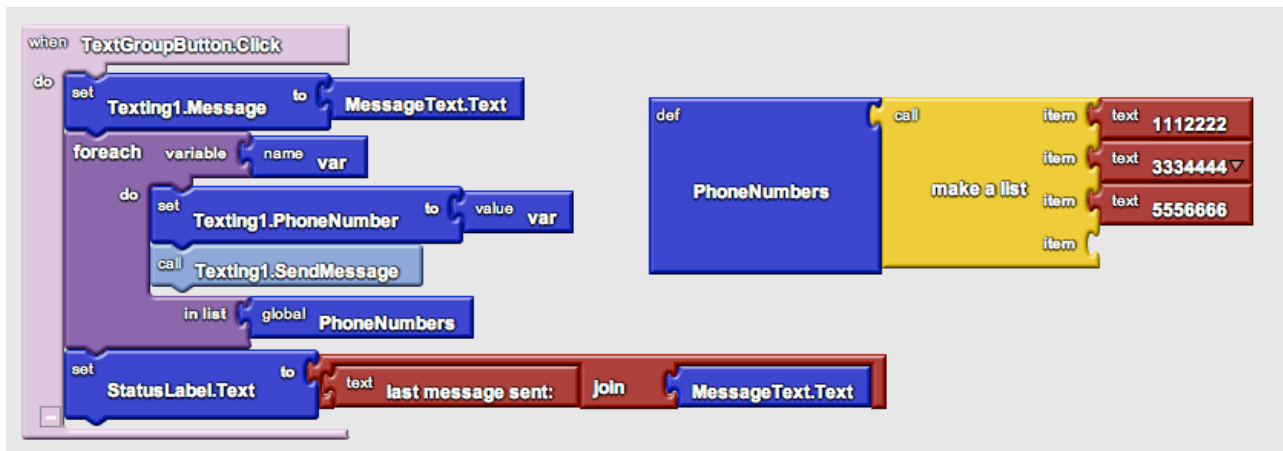 when TextGroupButton.Click
do set Texting1.Message to MessageText.Text
foreach variable name var
do set Texting1.PhoneNumber to value var
call Texting1.SendMessage
in list global PhoneNumbers
set StatusLabel.Text to text last message sent: join MessageText.Text
def PhoneNumbers call make a list item text 1112222
item text 3334444
item text 5556666
item